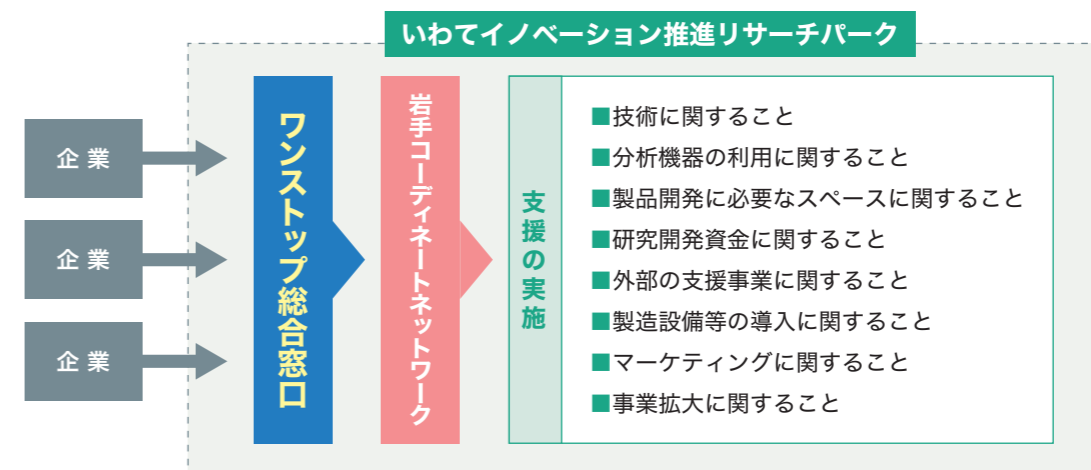 いわてイノベーション推進リサーチパーク
企業
企業
企業
ワンストップ総合窓口
岩手コーディネートネットワーク
支援の実施
■技術に関すること
■分析機器の利用に関すること
■製品開発に必要なスペースに関すること
■研究開発資金に関すること
■外部の支援事業に関すること
■製造設備等の導入に関すること
■マーケティングに関すること
■事業拡大に関すること